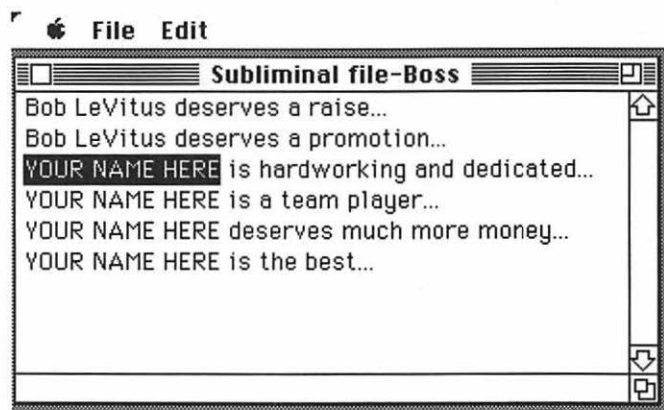 File Edit
Subliminal file-Boss
Bob LeVitus deserves a raise...
Bob LeVitus deserves a promotion...
YOUR NAME HERE is hardworking and dedicated...
YOUR NAME HERE is a team player...
YOUR NAME HERE deserves much more money...
YOUR NAME HERE is the best...